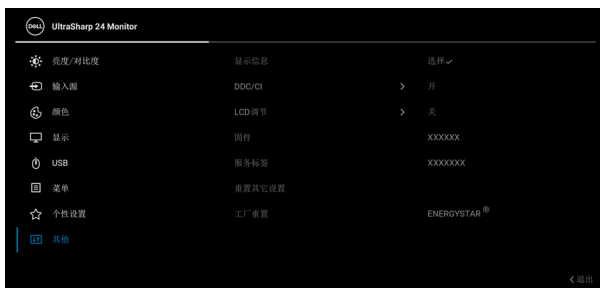 DELL UltraSharp 24 Monitor
亮度/对比度 显示信息 选择✓
输入源 DDC/CI > 开
颜色 LCD调节 > 关
显示 固件 XXXXXX
USB 服务标签 XXXXXXX
菜单 重置其它设置
个性设置 工厂重置 ENERGYSTAR®
其他
<退出